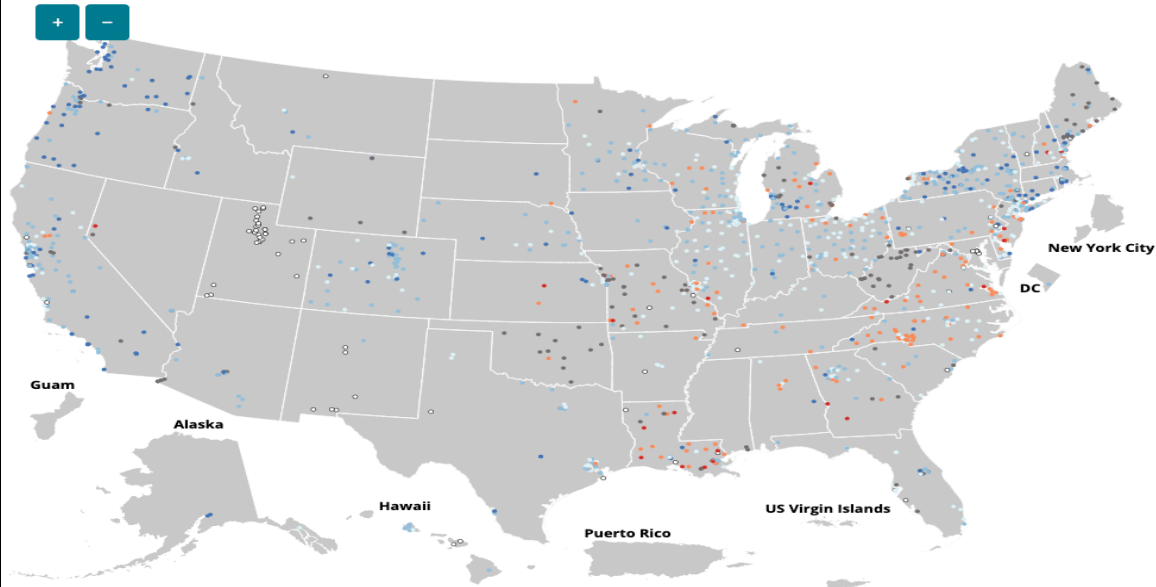 + −
New York City
DC
Guam
Alaska
Hawaii
US Virgin Islands
Puerto Rico